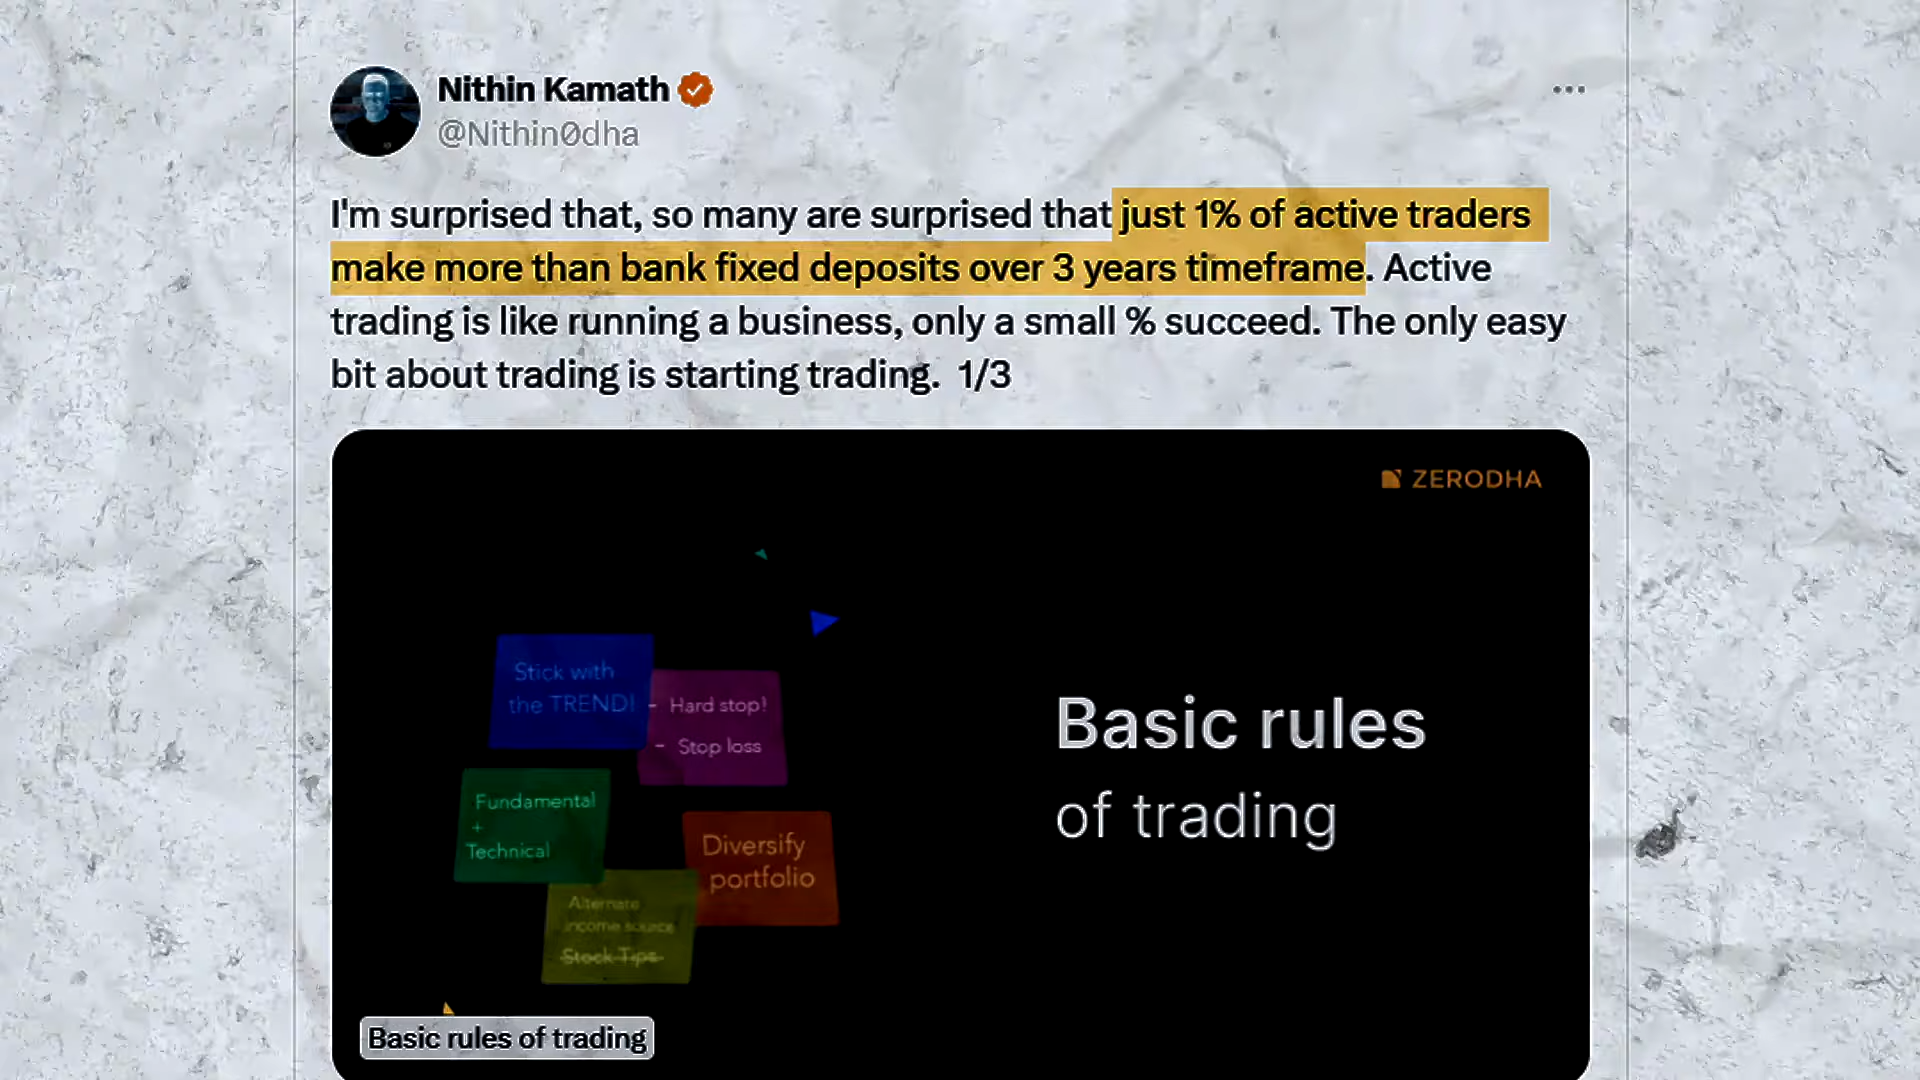 Nithin Kamath
@Nithin0dha
I'm surprised that, so many are surprised that just 1% of active traders
make more than bank fixed deposits over 3 years timeframe. Active
trading is like running a business, only a small % succeed. The only easy
bit about trading is starting trading. 1/3
ZERODHA
Stick with
the TREND!
- Hard stop!
- Stop loss
Fundamental
+
Technical
Diversify
portfolio
Alternate
income source
Stock Tips
Basic rules
of trading
Basic rules of trading